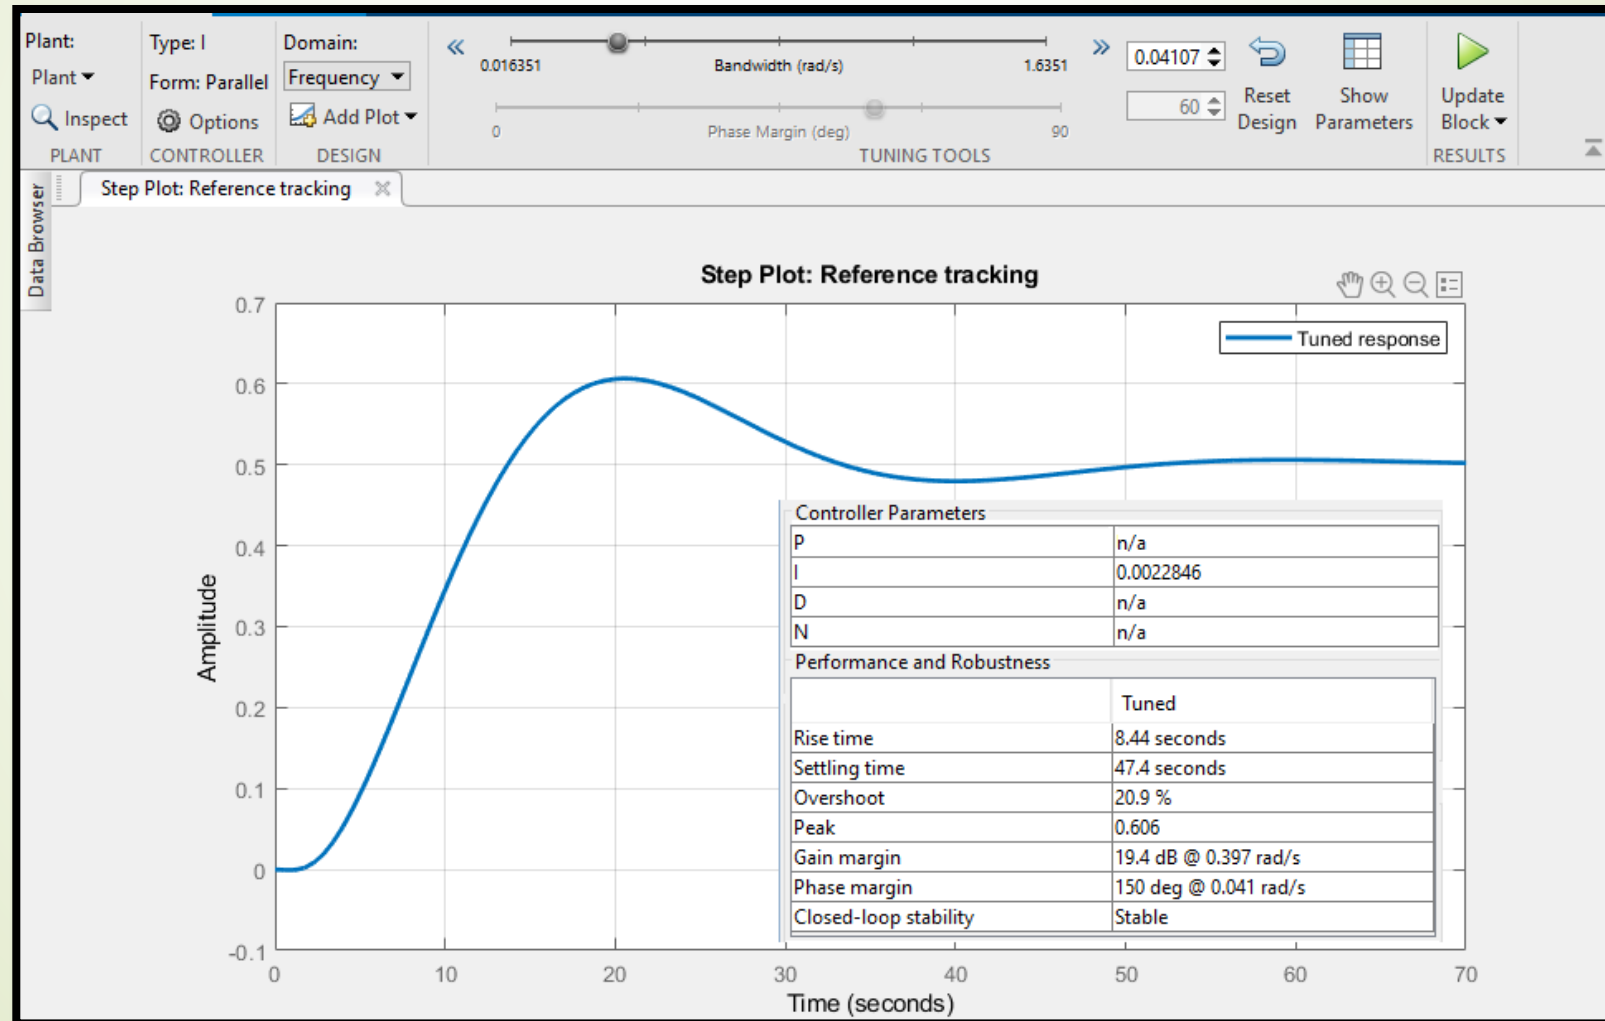 Plant:
Plant
Inspect
PLANT
Type: I
Form: Parallel
Options
CONTROLLER
Domain:
Frequency
Add Plot
DESIGN
0.016351
Bandwidth (rad/s)
1.6351
0
Phase Margin (deg)
90
0.04107
60
Reset
Design
Show
Parameters
TUNING TOOLS
Update
Block
RESULTS
Data Browser
Step Plot: Reference tracking
Step Plot: Reference tracking
Tuned response
Amplitude
0.7
0.6
0.5
0.4
0.3
0.2
0.1
0
-0.1
Controller Parameters
P n/a
I 0.0022846
D n/a
N n/a
Performance and Robustness
Tuned
Rise time 8.44 seconds
Settling time 47.4 seconds
Overshoot 20.9 %
Peak 0.606
Gain margin 19.4 dB @ 0.397 rad/s
Phase margin 150 deg @ 0.041 rad/s
Closed-loop stability Stable
0 10 20 30 40 50 60 70
Time (seconds)